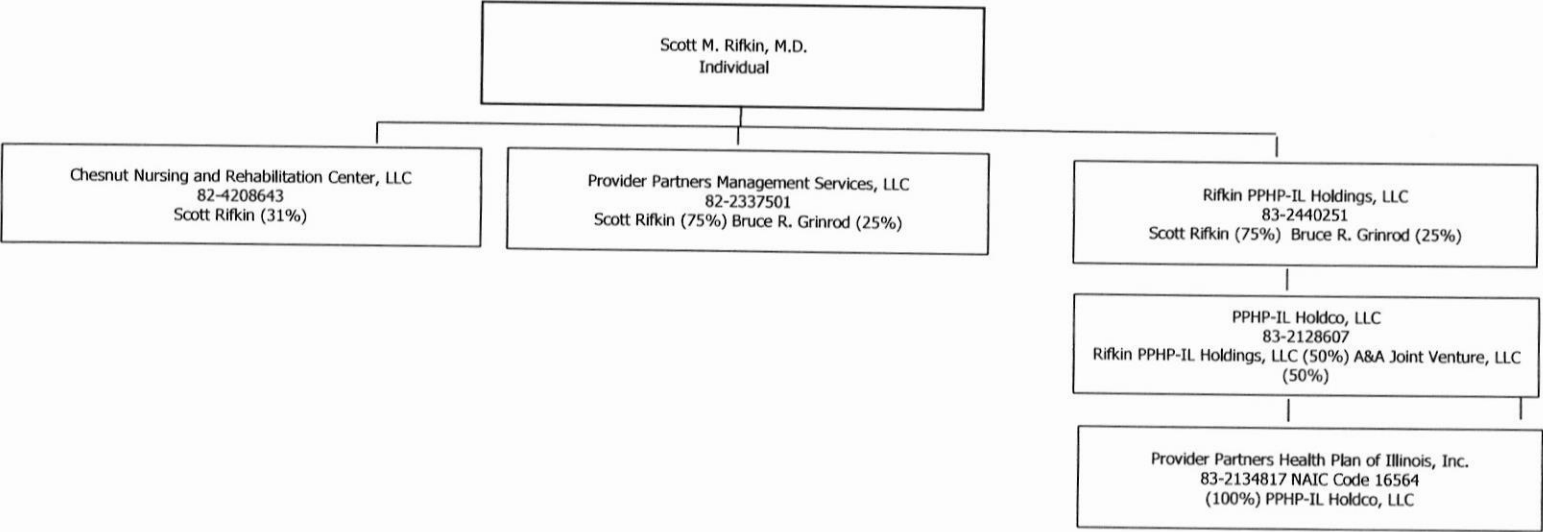 Scott M. Rifkin, M.D.
Individual
Chesnut Nursing and Rehabilitation Center, LLC
82-4208643
Scott Rifkin (31%)
Provider Partners Management Services, LLC
82-2337501
Scott Rifkin (75%) Bruce R. Grinrod (25%)
Rifkin PPHP-IL Holdings, LLC
83-2440251
Scott Rifkin (75%) Bruce R. Grinrod (25%)
PPHP-IL Holdco, LLC
83-2128607
Rifkin PPHP-IL Holdings, LLC (50%) A&A Joint Venture, LLC
(50%)
Provider Partners Health Plan of Illinois, Inc.
83-2134817 NAIC Code 16564
(100%) PPHP-IL Holdco, LLC